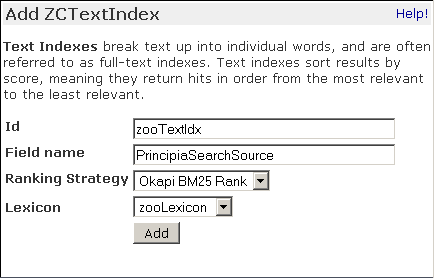 Add ZCTextIndex Help!
Text Indexes break text up into individual words, and are often
referred to as full-text indexes. Text indexes sort results by
score, meaning they return hits in order from the most relevant
to the least relevant.
Id zooTextIdx
Field name PrincipiaSearchSource
Ranking Strategy Okapi BM25 Rank
Lexicon zooLexicon
Add